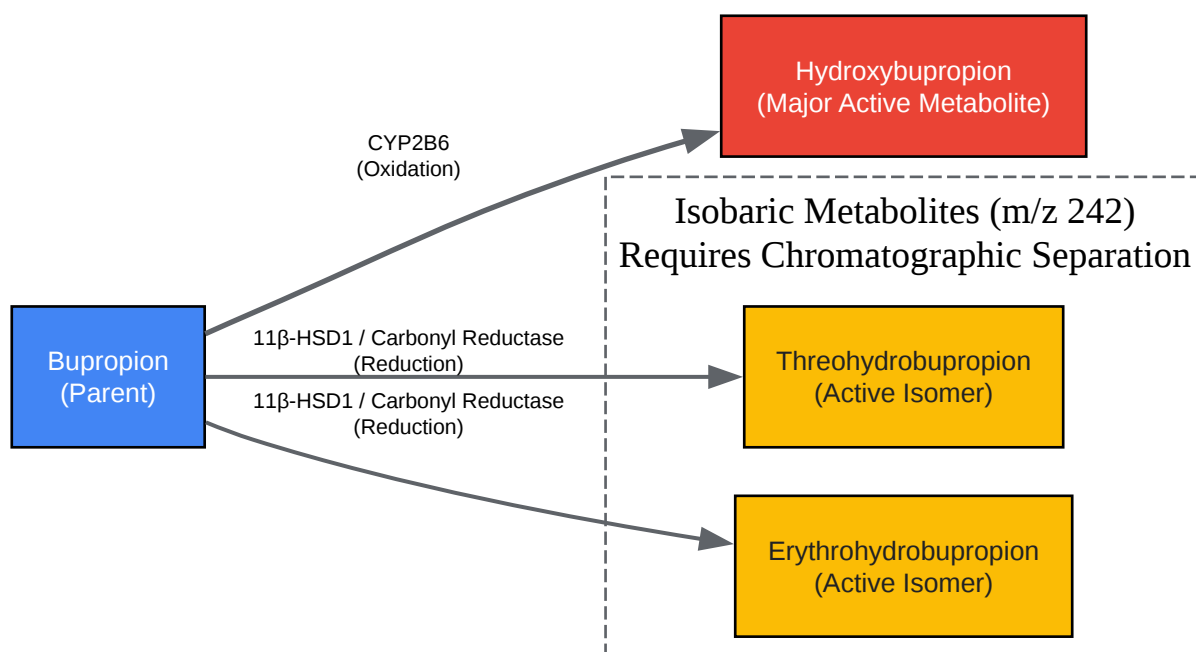 Hydroxybupropion
(Major Active Metabolite)
CYP2B6
(Oxidation)
Isobaric Metabolites (m/z 242)
Requires Chromatographic Separation
Bupropion
(Parent)
11β-HSD1 / Carbonyl Reductase
(Reduction)
Threohydrobupropion
(Active Isomer)
11β-HSD1 / Carbonyl Reductase
(Reduction)
Erythrohydrobupropion
(Active Isomer)